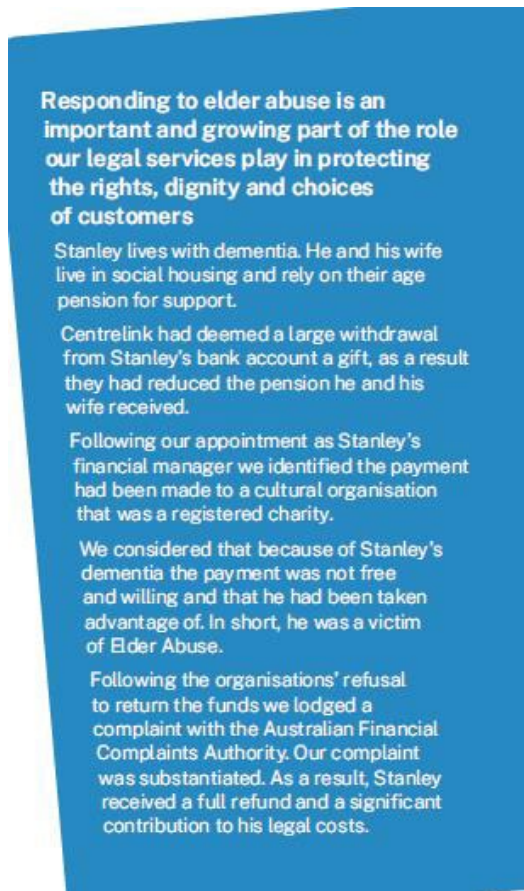 Responding to elder abuse is an
important and growing part of the role
our legal services play in protecting
the rights, dignity and choices
of customers
Stanley lives with dementia. He and his wife
live in social housing and rely on their age
pension for support.
Centrelink had deemed a large withdrawal
from Stanley's bank account a gift, as a result
they had reduced the pension he and his
wife received.
Following our appointment as Stanley's
financial manager we identified the payment
had been made to a cultural organisation
that was a registered charity.
We considered that because of Stanley's
dementia the payment was not free
and willing and that he had been taken
advantage of. In short, he was a victim
of Elder Abuse.
Following the organisations' refusal
to return the funds we lodged a
complaint with the Australian Financial
Complaints Authority. Our complaint
was substantiated. As a result, Stanley
received a full refund and a significant
contribution to his legal costs.